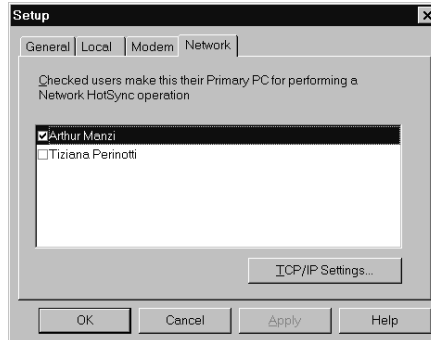 Setup
General Local Modem Network
Checked users make this their Primary PC for performing a
Network HotSync operation
Arthur Manzi
Tiziana Perinotti
TCP/IP Settings...
OK Cancel Apply Help